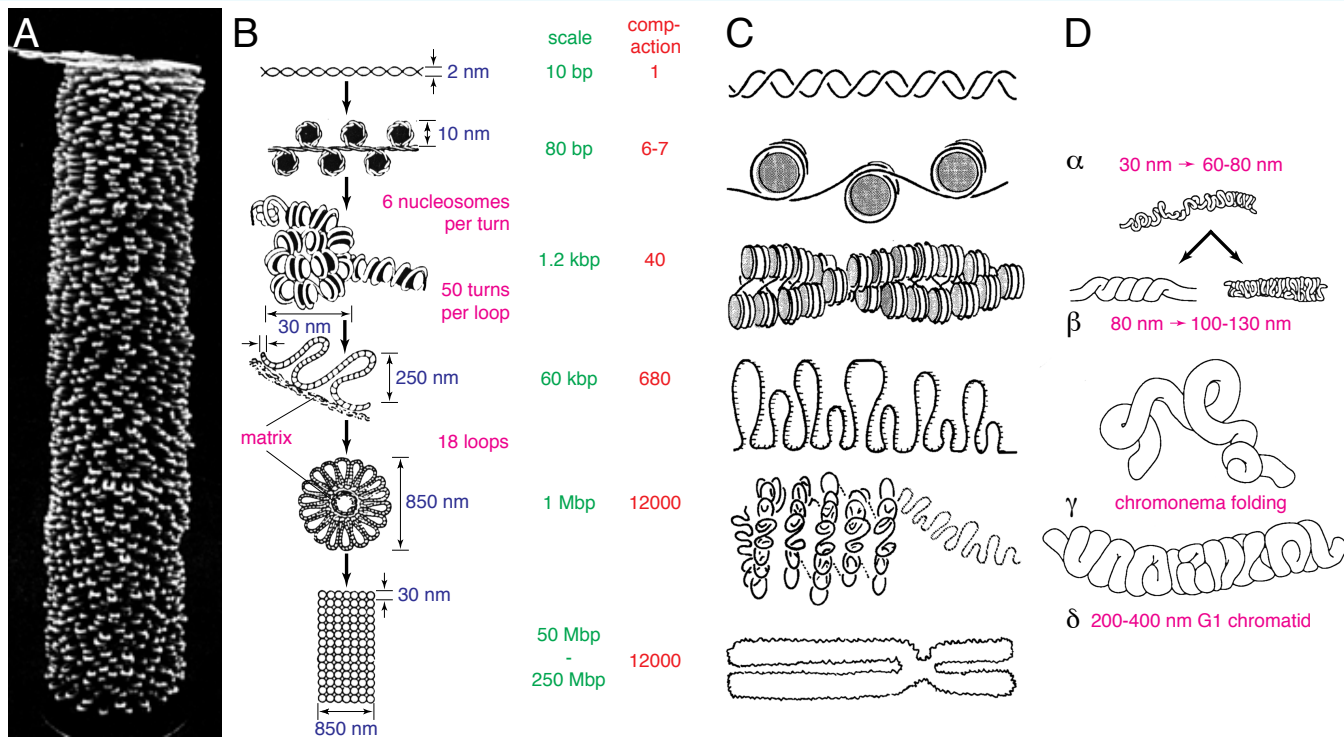 A
B
scale
comp-
action
2 nm
10 bp
1
10 nm
80 bp
6-7
6 nucleosomes
per turn
1.2 kbp
40
50 turns
per loop
30 nm
250 nm
60 kbp
680
matrix
18 loops
850 nm
1 Mbp
12000
30 nm
50 Mbp
-
250 Mbp
12000
850 nm
C
D
α
30 nm → 60-80 nm
β
80 nm → 100-130 nm
chromonema folding
γ
δ 200-400 nm G1 chromatid